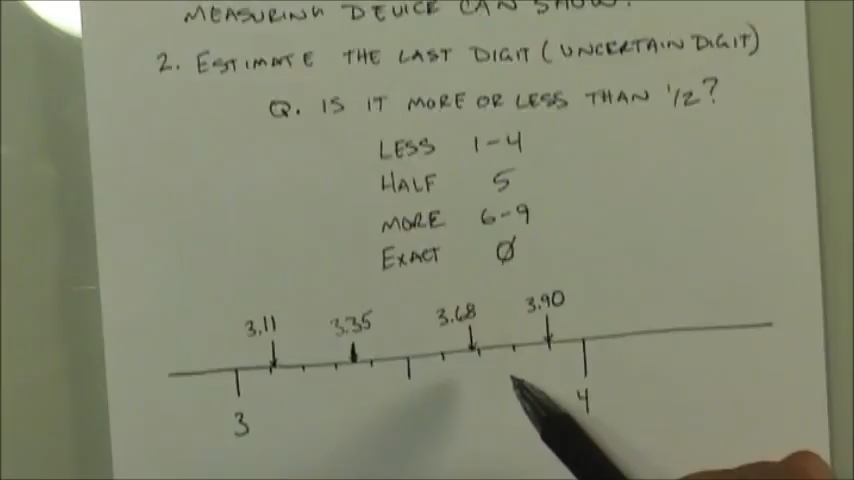 MEASURING DEVICE CAN SHOW.
2. ESTIMATE THE LAST DIGIT (UNCERTAIN DIGIT)
Q. IS IT MORE OR LESS THAN 1/2?
LESS 1-4
HALF 5
MORE 6-9
EXACT Ø
3.11 3.35 3.68 3.90
3 4